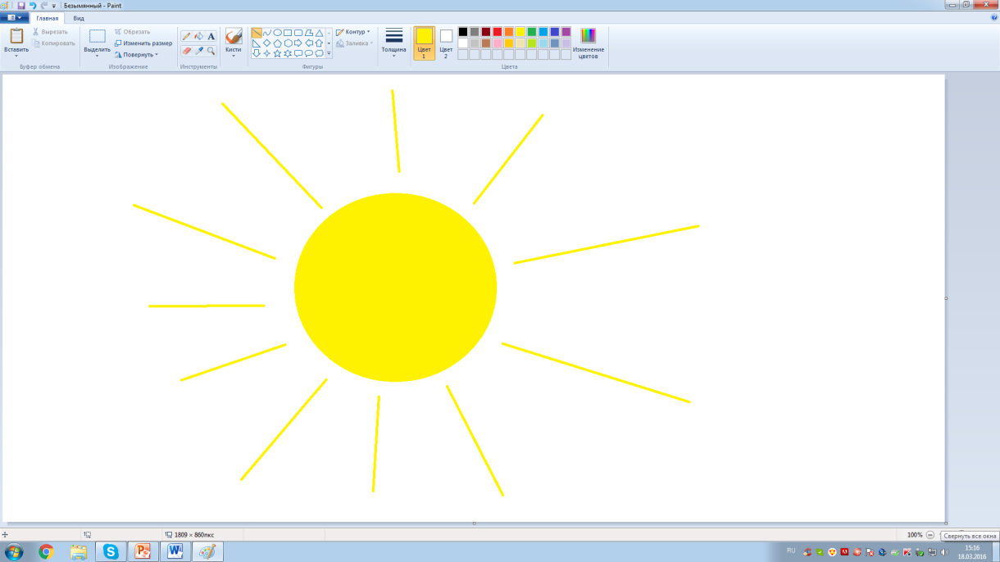 Безымянный - Paint
Главная Вид
Вставить
Вырезать
Копировать
Буфер обмена
Выделить
Обрезать
Изменить размер
Повернуть
Изображение
A
Инструменты
Кисти
Контур
Заливка
Фигуры
Толщина
Цвет 1
Цвет 2
Изменение цветов
Цвета
1809 × 860пкс
100%
Свернуть все окна
RU
15:16
18.03.2016